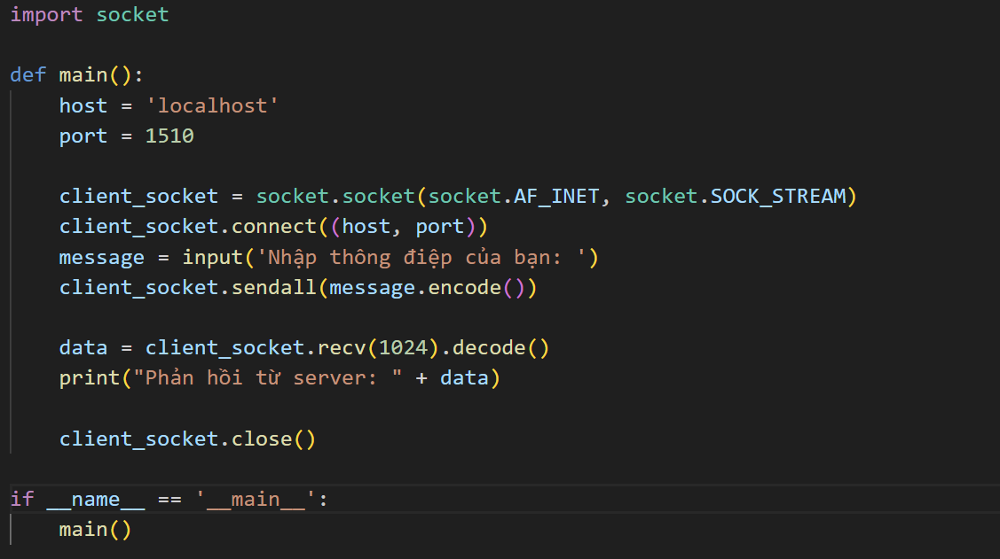 import socket
def main():
    host = 'localhost'
    port = 1510
    client_socket = socket.socket(socket.AF_INET, socket.SOCK_STREAM)
    client_socket.connect((host, port))
    message = input('Nhập thông điệp của bạn: ')
    client_socket.sendall(message.encode())
    data = client_socket.recv(1024).decode()
    print("Phản hồi từ server: " + data)
    client_socket.close()
if __name__ == '__main__':
    main()